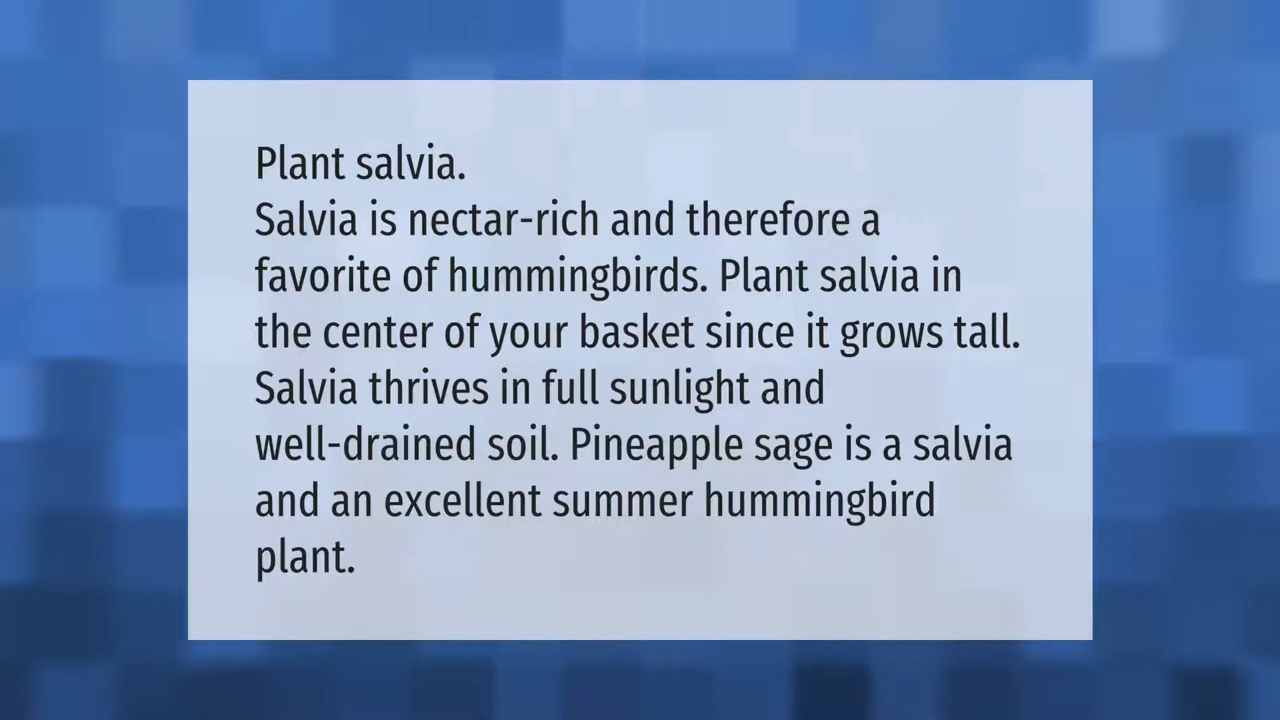 Plant salvia.
Salvia is nectar-rich and therefore a
favorite of hummingbirds. Plant salvia in
the center of your basket since it grows tall.
Salvia thrives in full sunlight and
well-drained soil. Pineapple sage is a salvia
and an excellent summer hummingbird
plant.